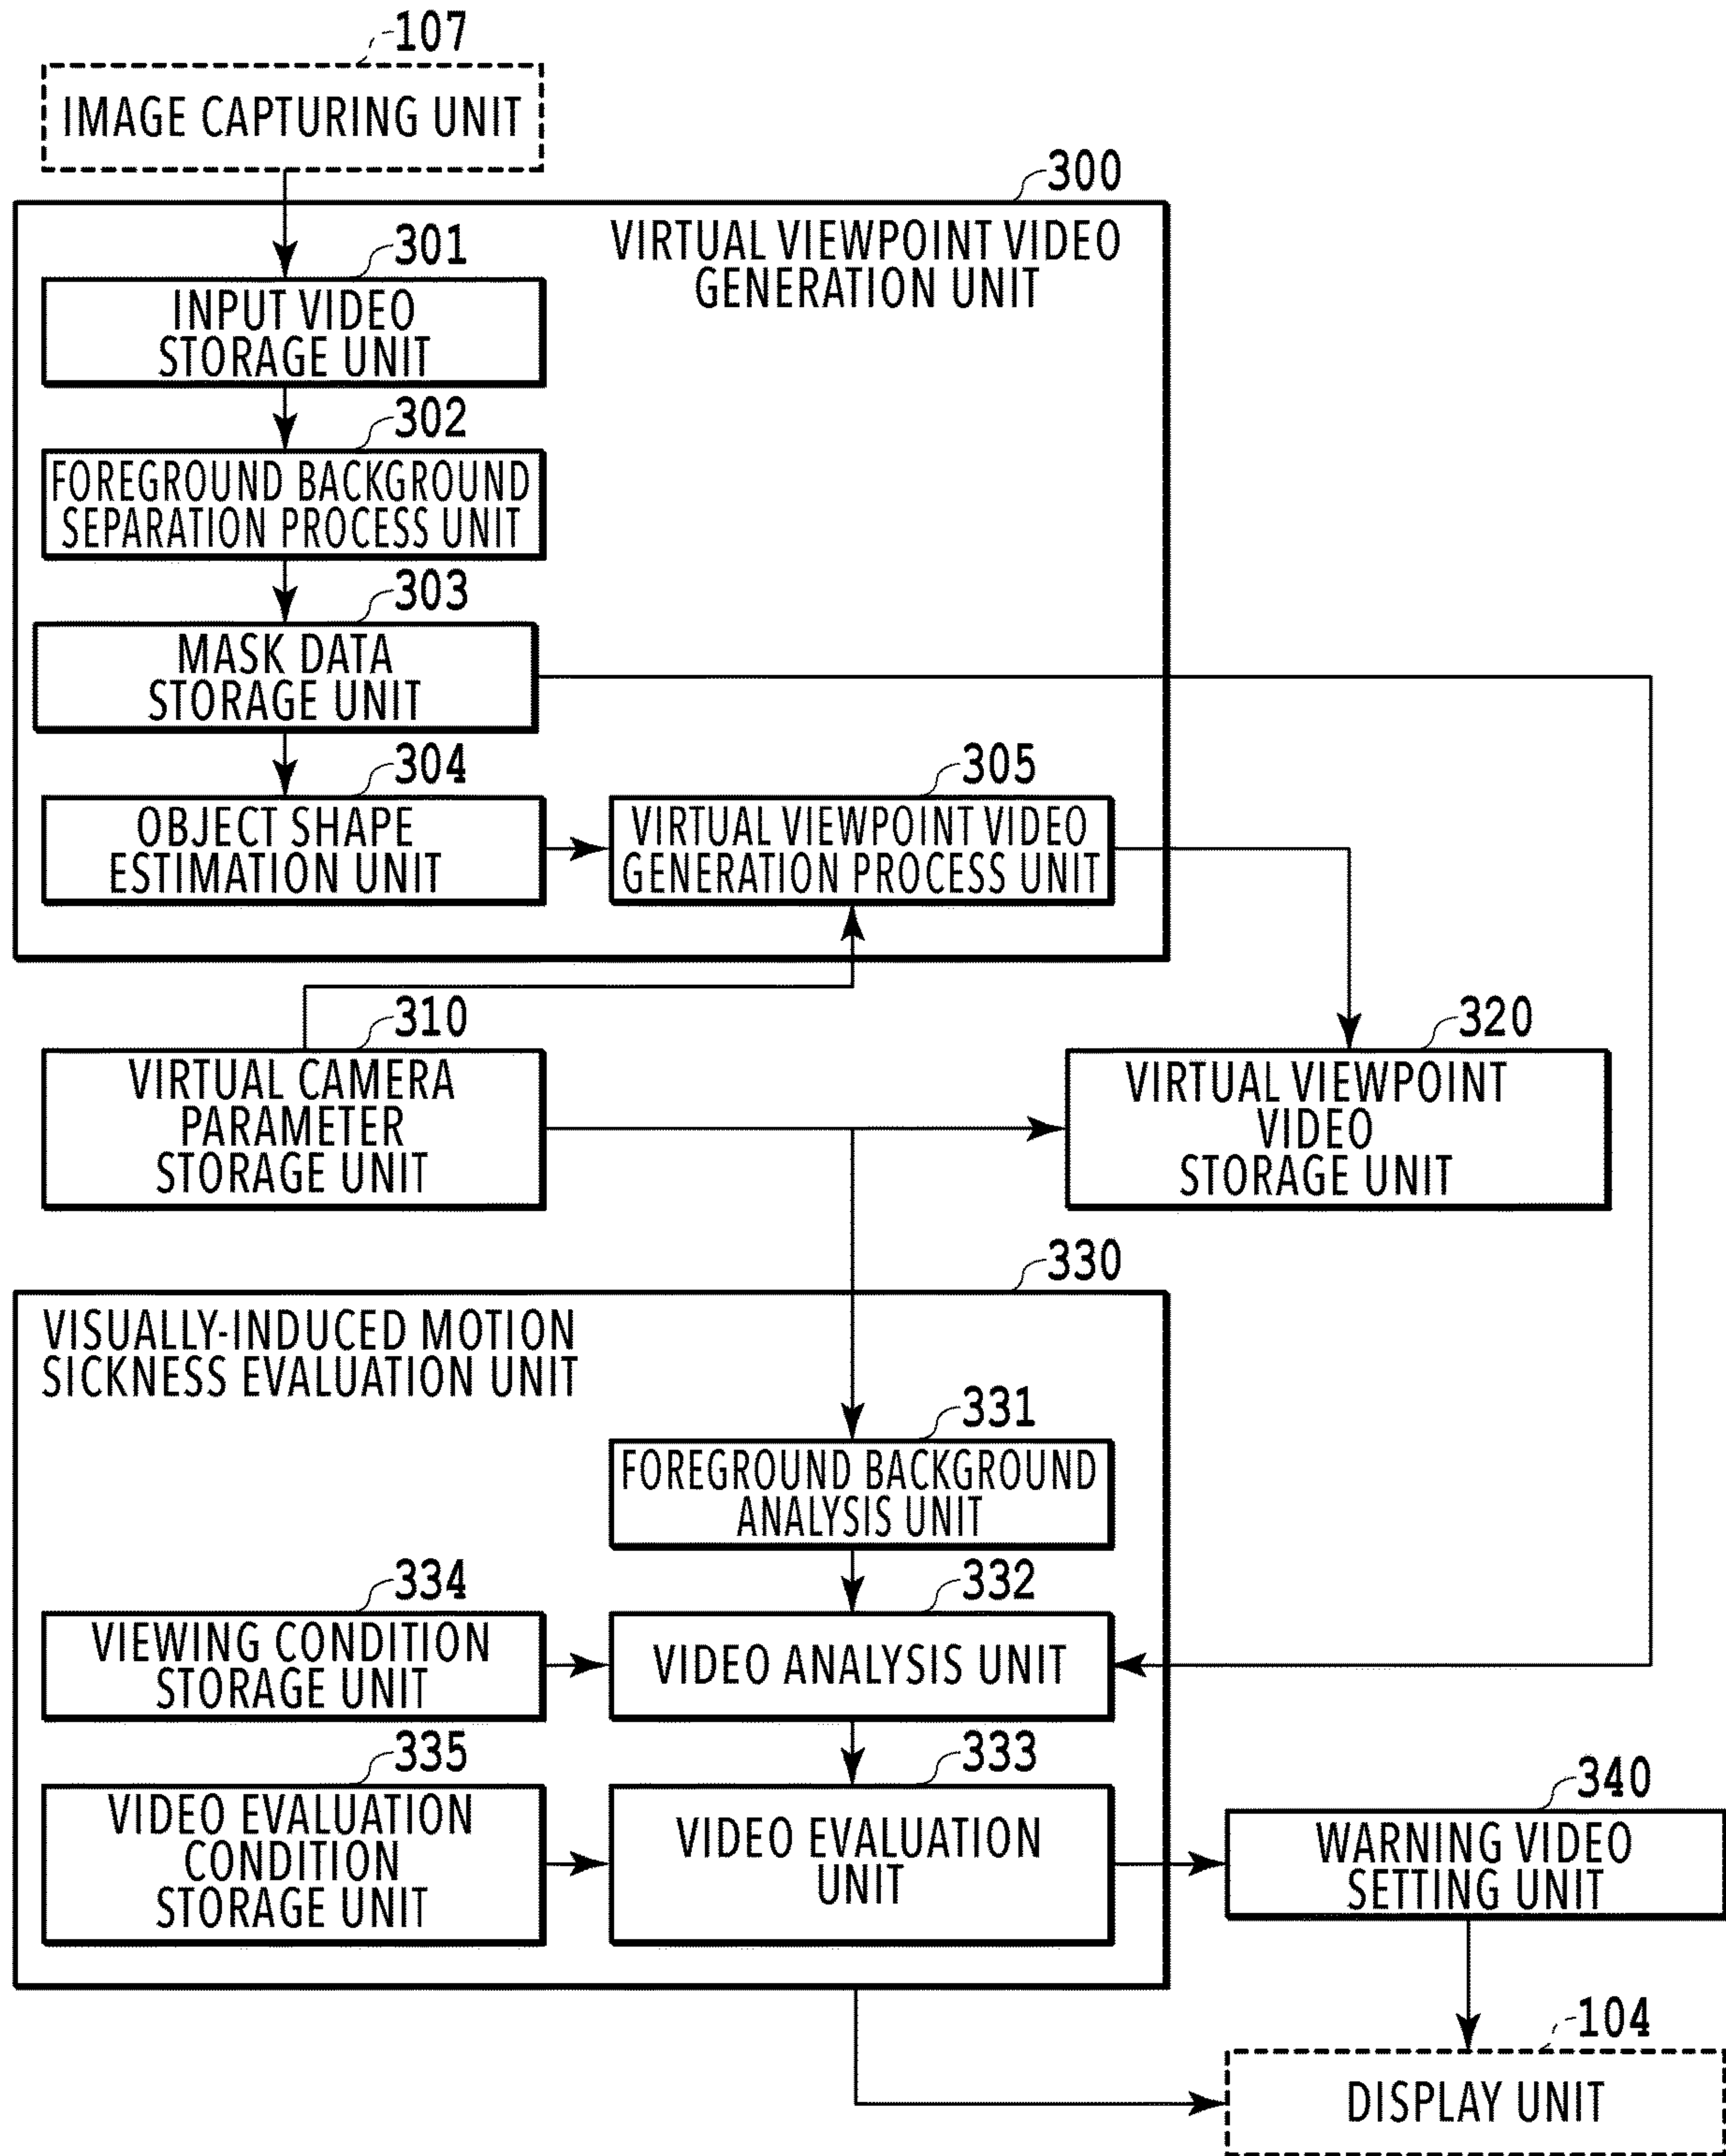 107
IMAGE CAPTURING UNIT
300
VIRTUAL VIEWPOINT VIDEO
GENERATION UNIT
301
INPUT VIDEO
STORAGE UNIT
302
FOREGROUND BACKGROUND
SEPARATION PROCESS UNIT
303
MASK DATA
STORAGE UNIT
304
OBJECT SHAPE
ESTIMATION UNIT
305
VIRTUAL VIEWPOINT VIDEO
GENERATION PROCESS UNIT
310
VIRTUAL CAMERA
PARAMETER
STORAGE UNIT
320
VIRTUAL VIEWPOINT
VIDEO
STORAGE UNIT
330
VISUALLY-INDUCED MOTION
SICKNESS EVALUATION UNIT
331
FOREGROUND BACKGROUND
ANALYSIS UNIT
334
VIEWING CONDITION
STORAGE UNIT
332
VIDEO ANALYSIS UNIT
335
VIDEO EVALUATION
CONDITION
STORAGE UNIT
333
VIDEO EVALUATION
UNIT
340
WARNING VIDEO
SETTING UNIT
104
DISPLAY UNIT